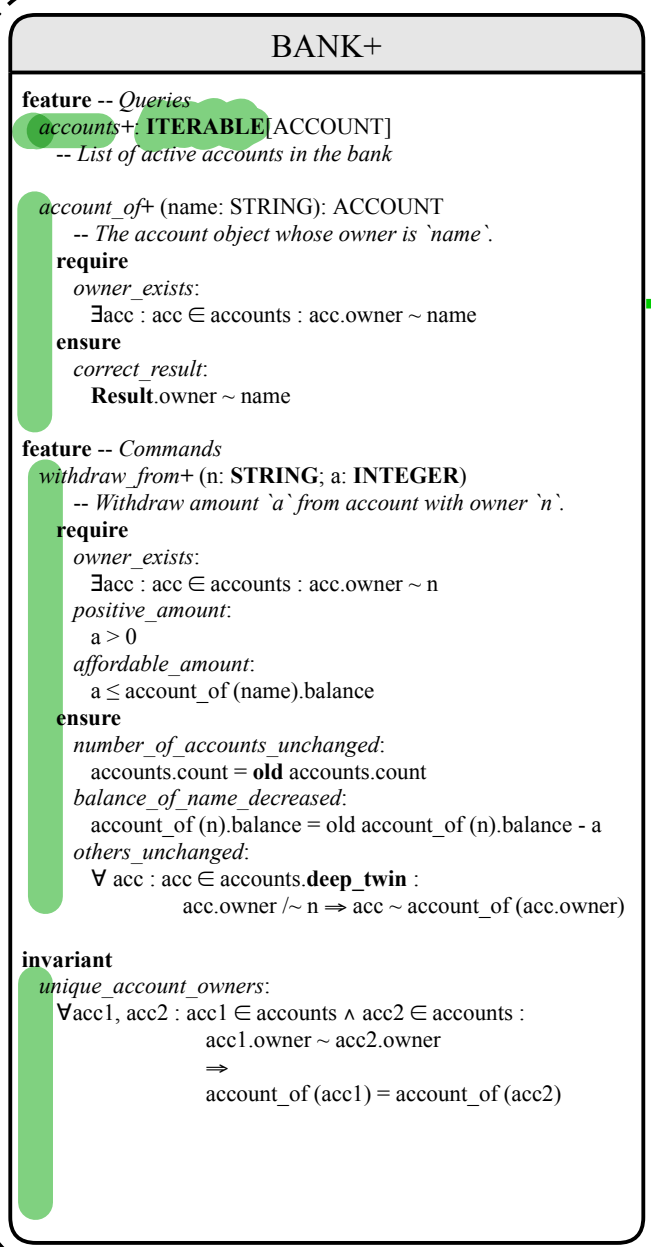 BANK+
feature -- Queries
accounts+: ITERABLE[ACCOUNT]
-- List of active accounts in the bank
account_of+ (name: STRING): ACCOUNT
-- The account object whose owner is `name`.
require
owner_exists:
∃acc : acc ∈ accounts : acc.owner ~ name
ensure
correct_result:
Result.owner ~ name
feature -- Commands
withdraw_from+ (n: STRING; a: INTEGER)
-- Withdraw amount `a` from account with owner `n`.
require
owner_exists:
∃acc : acc ∈ accounts : acc.owner ~ n
positive_amount:
a > 0
affordable_amount:
a ≤ account_of (name).balance
ensure
number_of_accounts_unchanged:
accounts.count = old accounts.count
balance_of_name_decreased:
account_of (n).balance = old account_of (n).balance - a
others_unchanged:
∀ acc : acc ∈ accounts.deep_twin :
acc.owner /~ n ⇒ acc ~ account_of (acc.owner)
invariant
unique_account_owners:
∀acc1, acc2 : acc1 ∈ accounts ∧ acc2 ∈ accounts :
acc1.owner ~ acc2.owner
⇒
account_of (acc1) = account_of (acc2)